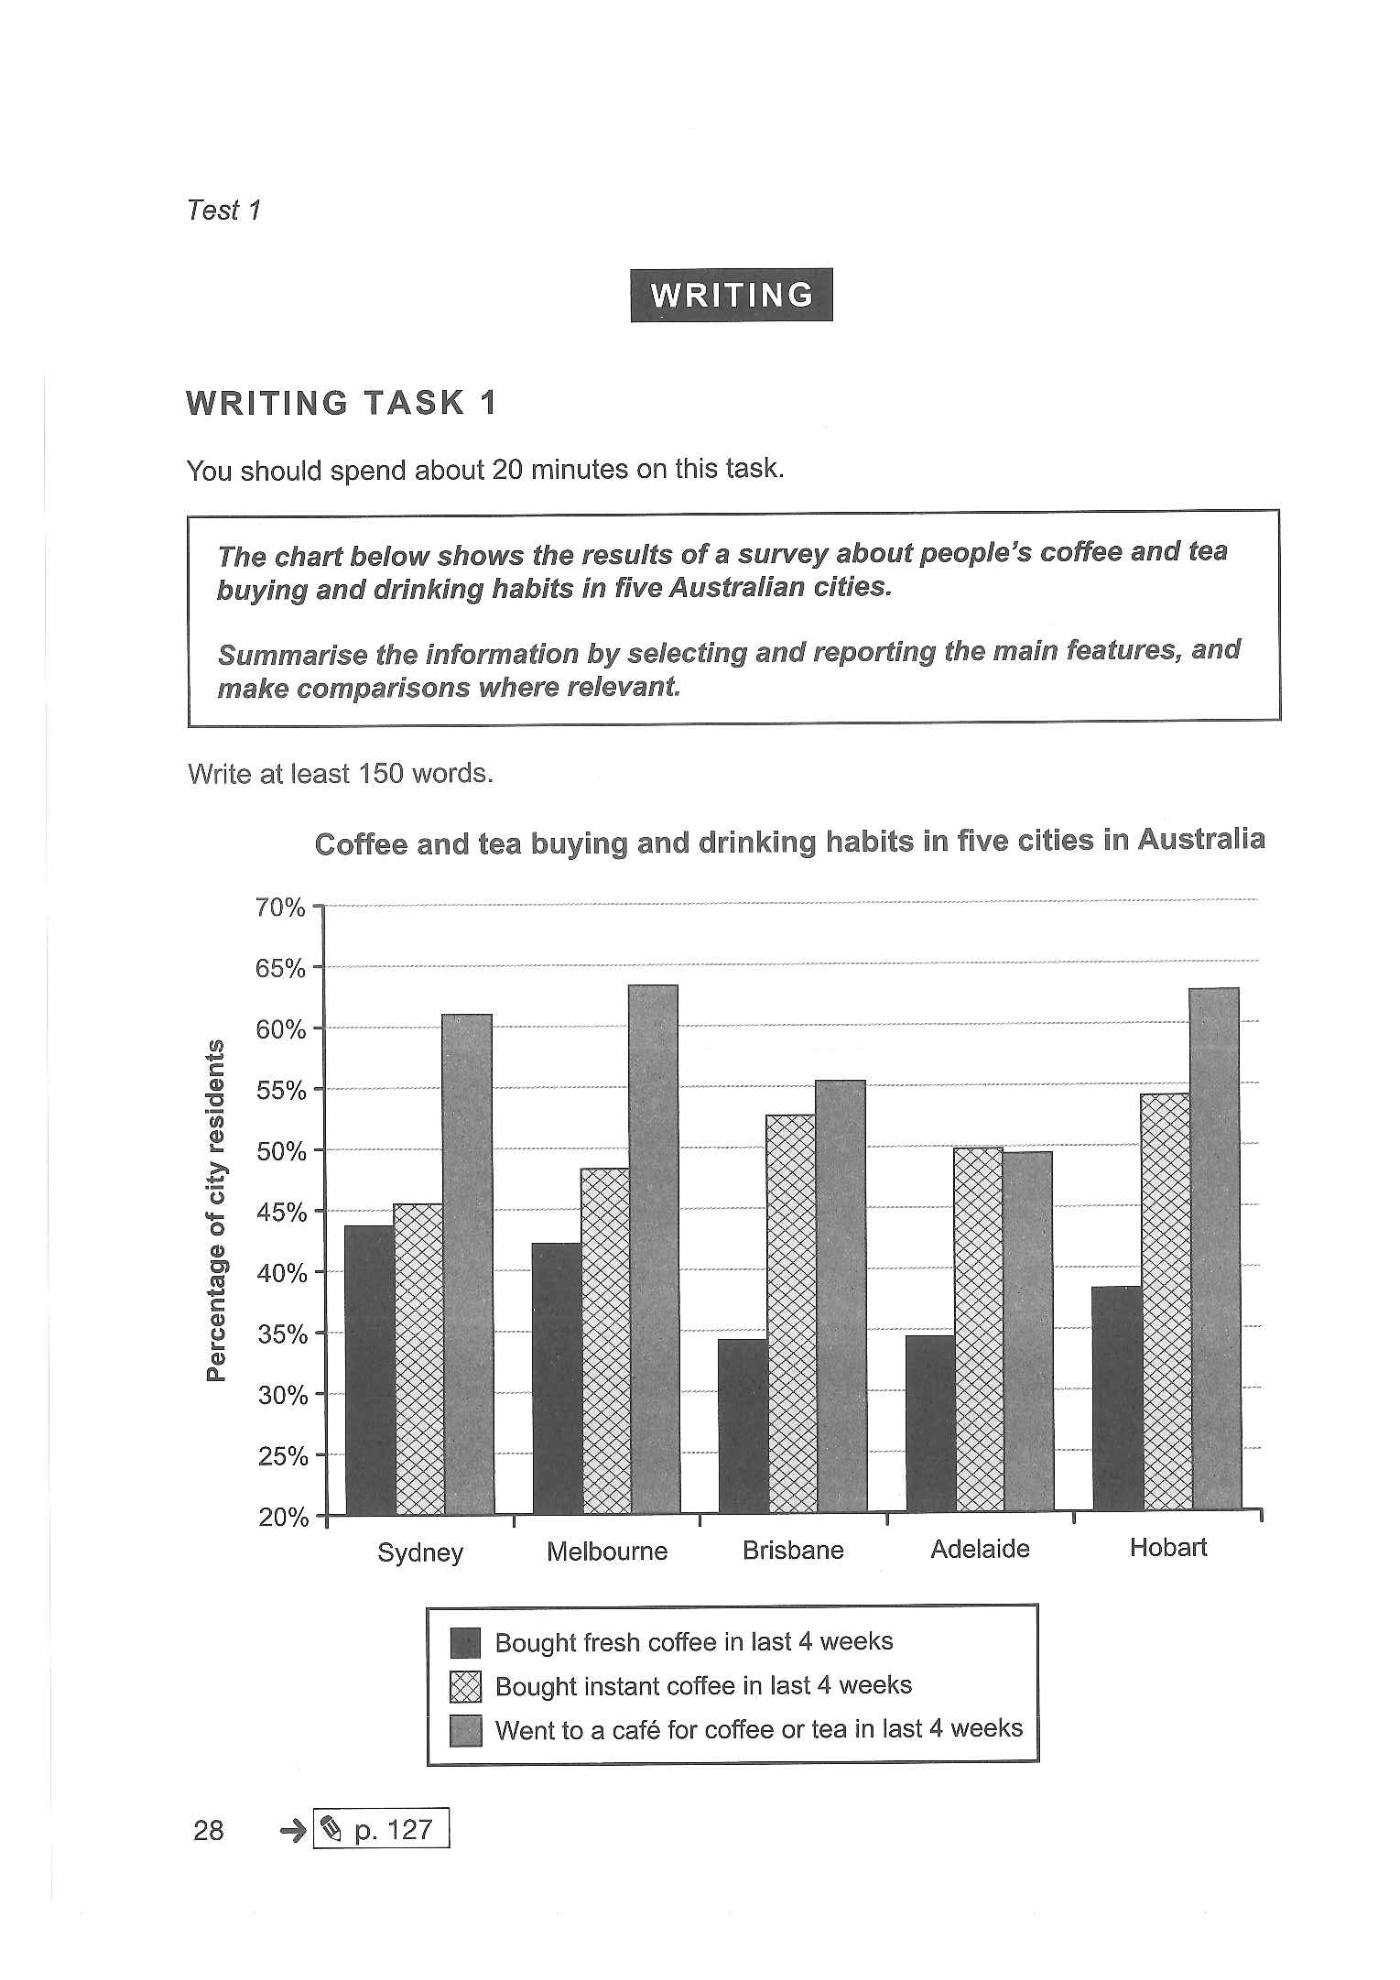 Test 1
WRITING
WRITING TASK 1
You should spend about 20 minutes on this task.
The chart below shows the results of a survey about people's coffee and tea
buying and drinking habits in five Australian cities.
Summarise the information by selecting and reporting the main features, and
make comparisons where relevant.
Write at least 150 words.
Coffee and tea buying and drinking habits in five cities in Australia
Percentage of city residents
70%
65%
60%
55%
50%
45%
40%
35%
30%
25%
20%
Sydney Melbourne Brisbane Adelaide Hobart
Bought fresh coffee in last 4 weeks
Bought instant coffee in last 4 weeks
Went to a café for coffee or tea in last 4 weeks
28 → p. 127